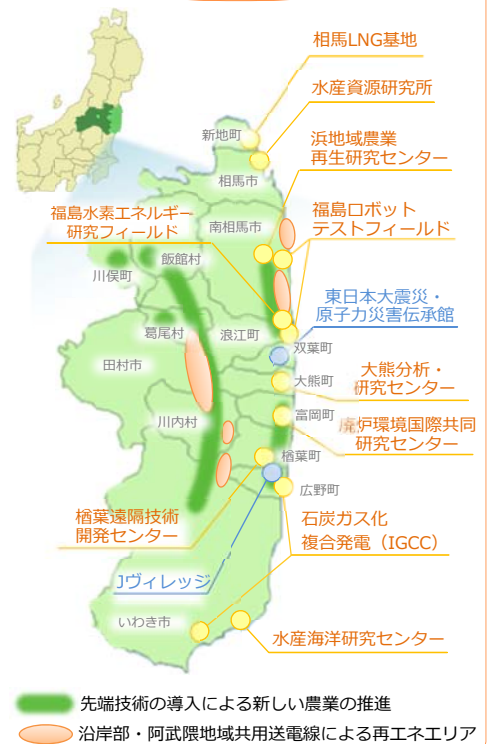 相馬LNG基地
水産資源研究所
新地町
浜地域農業
再生研究センター
相馬市
福島水素エネルギー
研究フィールド
南相馬市
福島ロボット
テストフィールド
飯館村
川俣町
東日本大震災・
原子力災害伝承館
葛尾村
浪江町
双葉町
田村市
大熊町
大熊分析・
研究センター
富岡町
川内村
廃炉環境国際共同
研究センター
楢葉町
広野町
楢葉遠隔技術
開発センター
石炭ガス化
複合発電（IGCC）
Jヴィレッジ
いわき市
水産海洋研究センター
先端技術の導入による新しい農業の推進
沿岸部・阿武隈地域共用送電線による再エネエリア